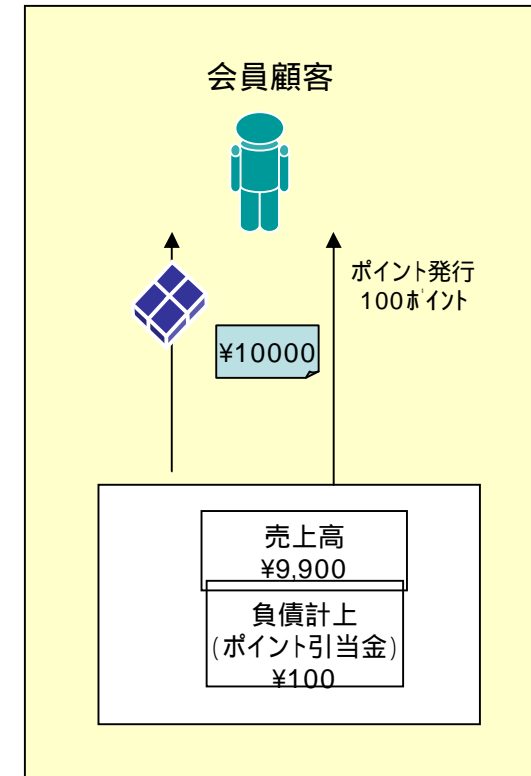 会員顧客
ポイント発行
100ﾎﾟｲﾝﾄ
¥10000
売上高
¥9,900
負債計上
(ポイント引当金)
¥100